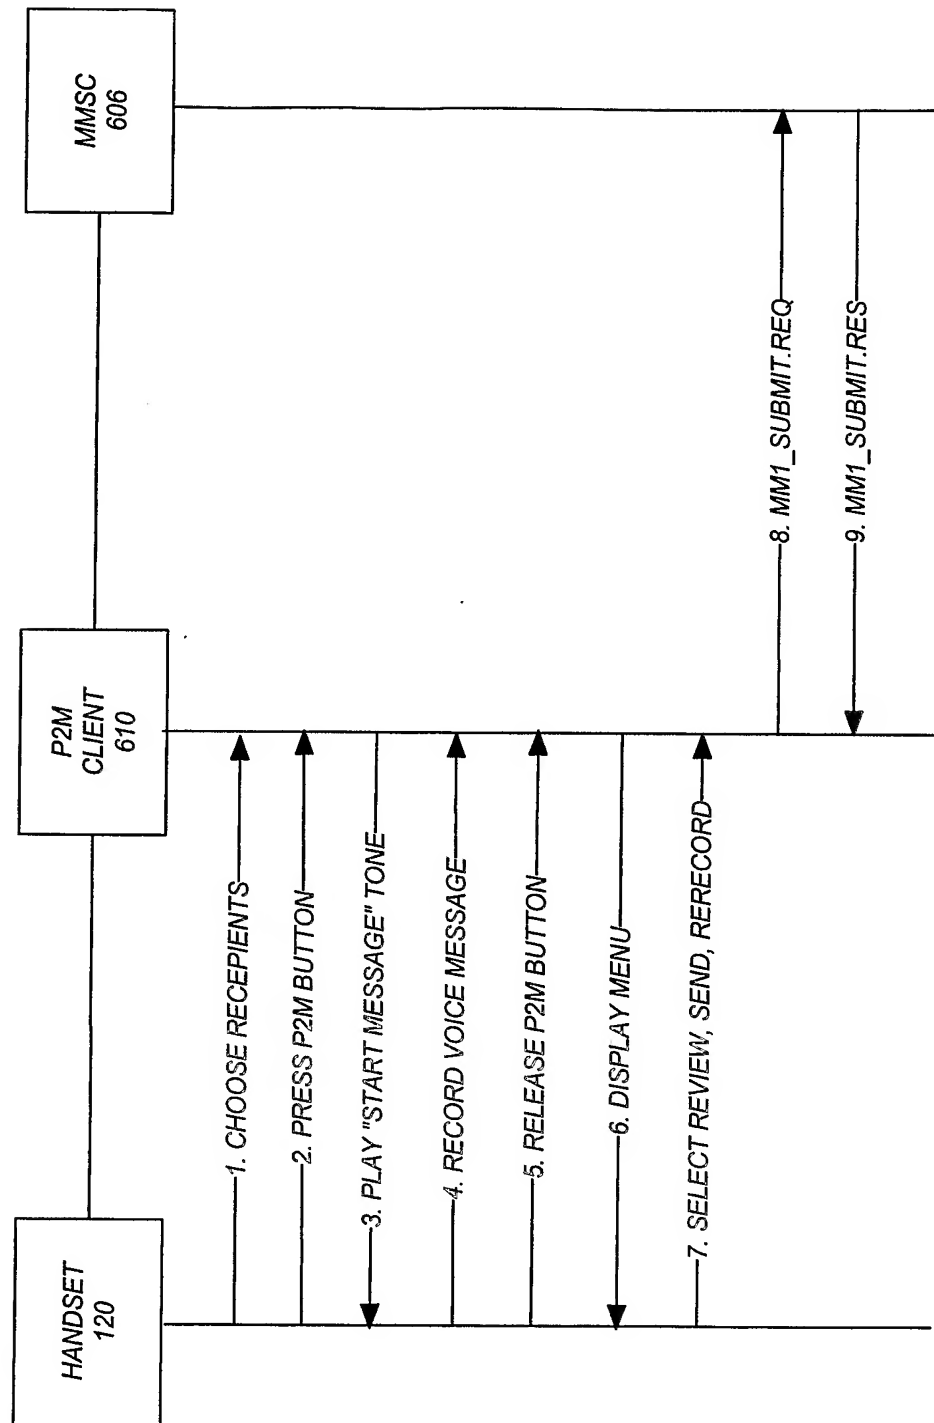 HANDSET
120
P2M
CLIENT
610
MMSC
606
1. CHOOSE RECEPIENTS
2. PRESS P2M BUTTON
3. PLAY "START MESSAGE" TONE
4. RECORD VOICE MESSAGE
5. RELEASE P2M BUTTON
6. DISPLAY MENU
7. SELECT REVIEW, SEND, RERECORD
8. MM1_SUBMIT.REQ
9. MM1_SUBMIT.RES